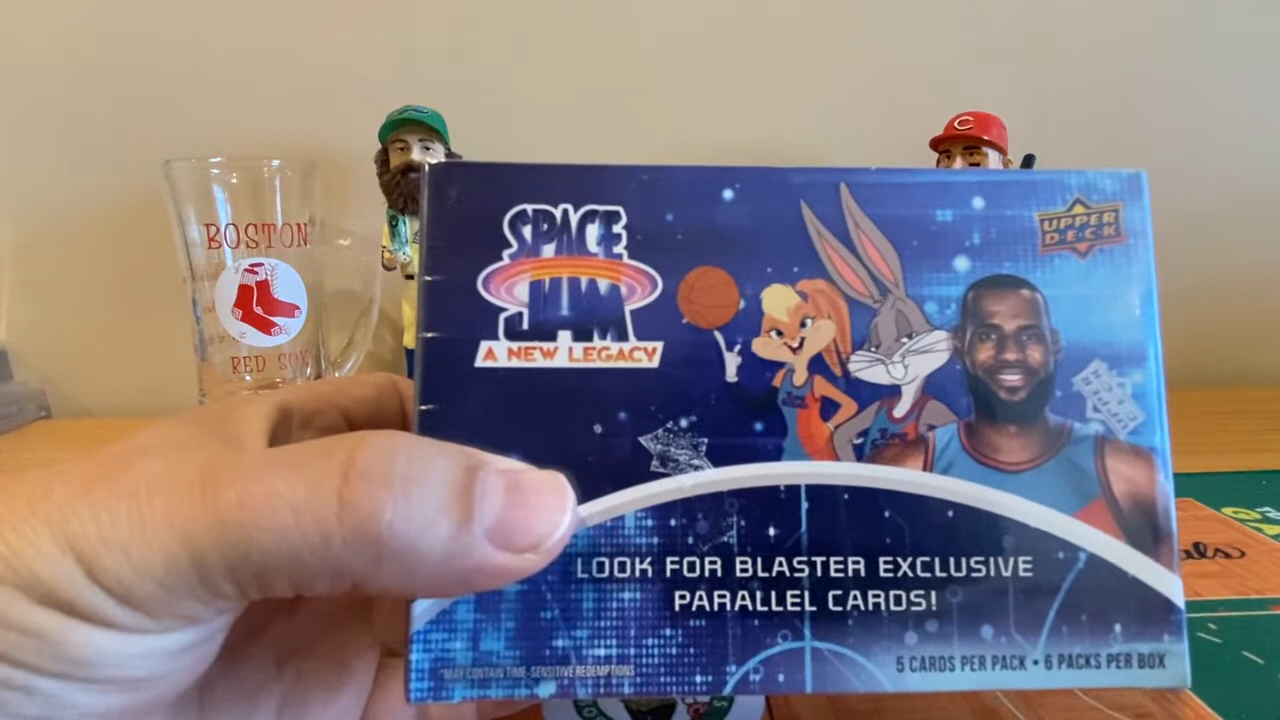 BOSTON
RED SOX
C
SPACE
JAM
A NEW LEGACY
UPPER
D•E•C•K
UPPER
DECK
LOOK FOR BLASTER EXCLUSIVE
PARALLEL CARDS!
*MAY CONTAIN TIME-SENSITIVE REDEMPTIONS
5 CARDS PER PACK • 6 PACKS PER BOX